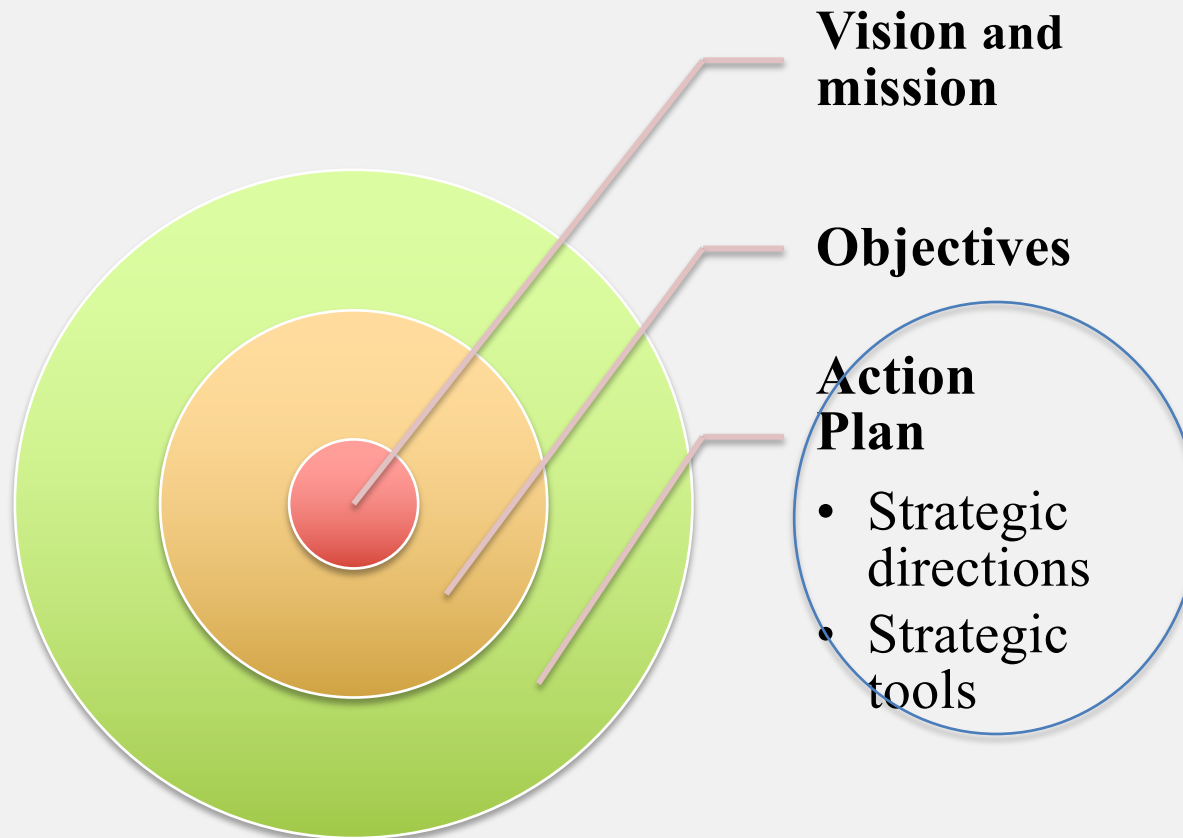 Vision and
mission
Objectives
Action
Plan
• Strategic
directions
• Strategic
tools